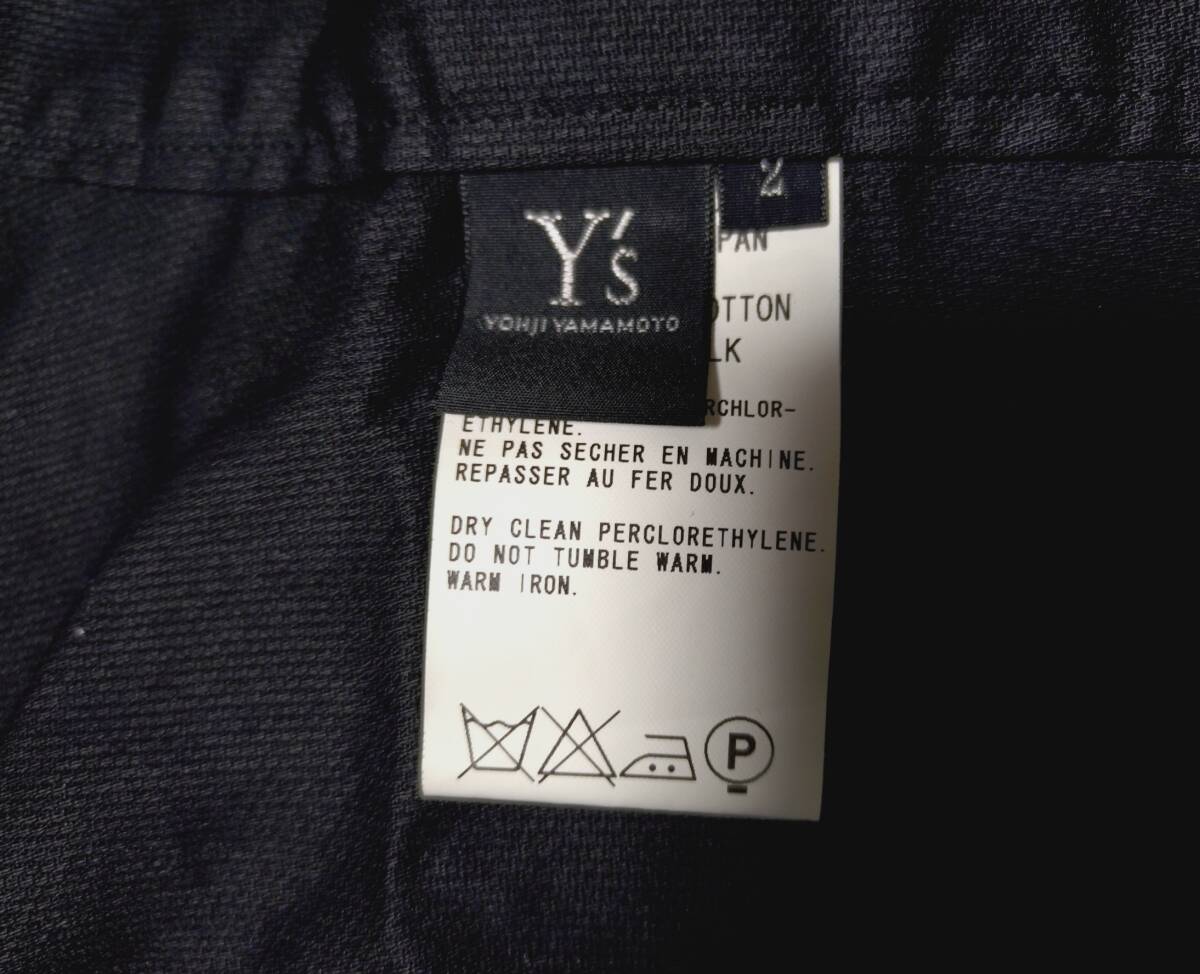 Y's
YOHJI YAMAMOTO
2
PAN
OTTON
LK
RCHLOR-
ETHYLENE.
NE PAS SECHER EN MACHINE.
REPASSER AU FER DOUX.
DRY CLEAN PERCLORETHYLENE.
DO NOT TUMBLE WARM.
WARM IRON.
P